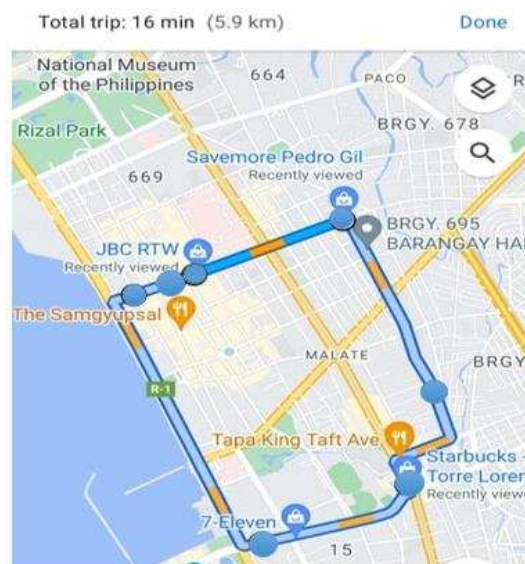 Total trip: 16 min (5.9 km)
Done
National Museum
of the Philippines
664
PACO
Rizal Park
BRGY. 678
Savemore Pedro Gil
Recently viewed
669
BRGY. 695
BARANGAY HA
JBC RTW
Recently viewed
The Samgyupsal
MALATE
R-1
BRGY
Tapa King Taft Ave
Starbucks -
Torre Loren
Recently view
7-Eleven
15